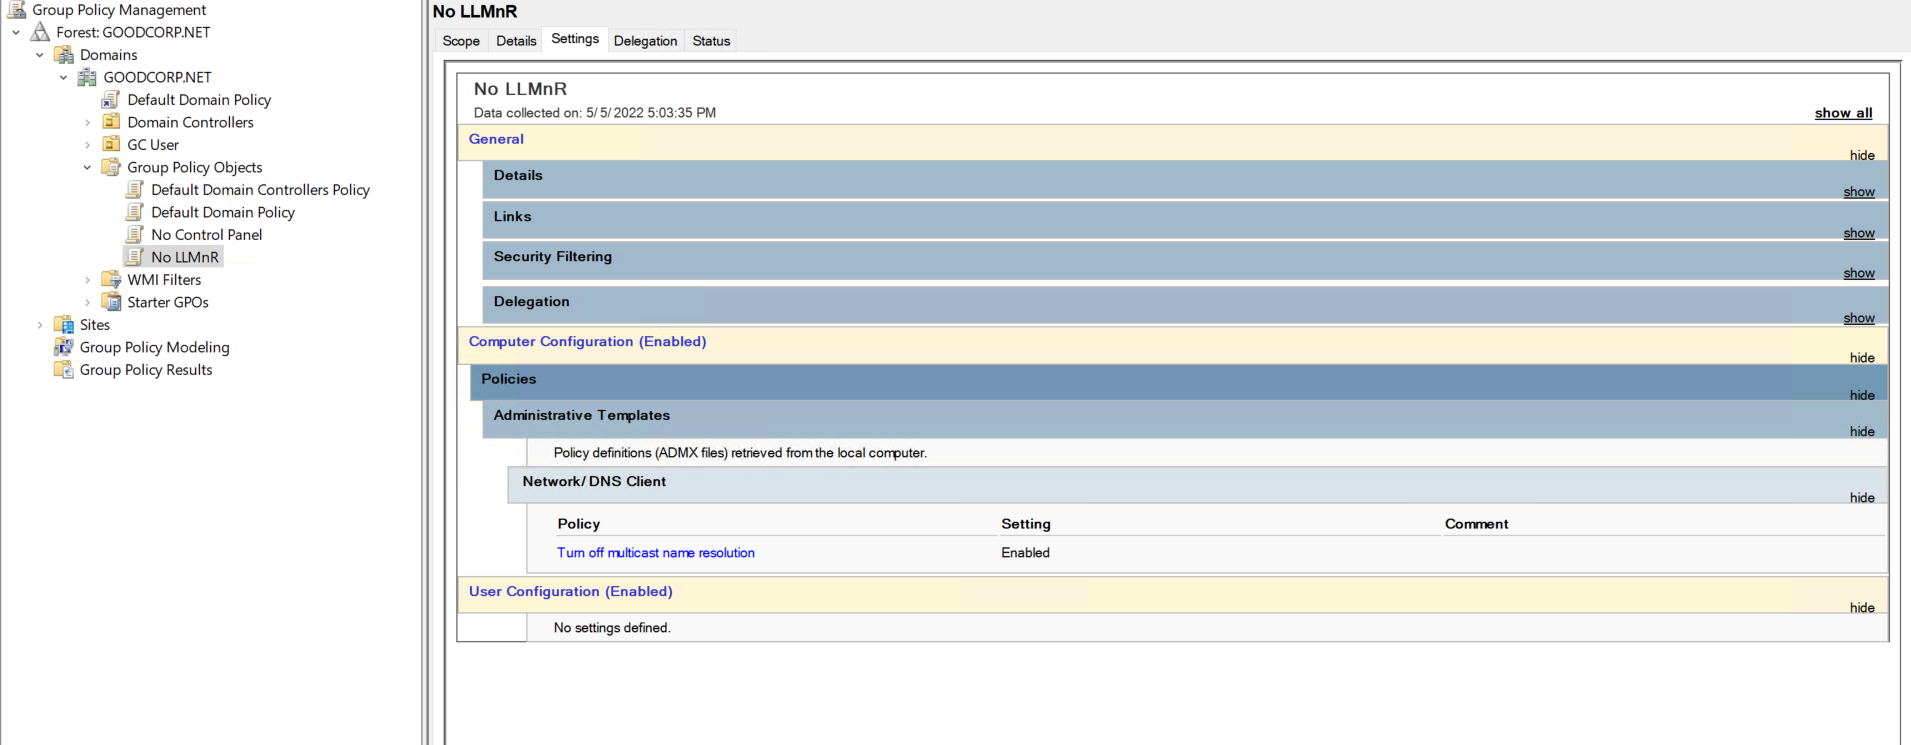 Group Policy Management
Forest: GOODCORP.NET
Domains
GOODCORP.NET
Default Domain Policy
Domain Controllers
GC User
Group Policy Objects
Default Domain Controllers Policy
Default Domain Policy
No Control Panel
No LLMnR
WMI Filters
Starter GPOs
Sites
Group Policy Modeling
Group Policy Results
No LLMnR
Scope Details Settings Delegation Status
No LLMnR
Data collected on: 5/5/2022 5:03:35 PM show all
General
hide
Details
show
Links
show
Security Filtering
show
Delegation
show
Computer Configuration (Enabled)
hide
Policies
hide
Administrative Templates
hide
Policy definitions (ADMX files) retrieved from the local computer.
Network/DNS Client
hide
Policy Setting Comment
Turn off multicast name resolution Enabled
User Configuration (Enabled)
hide
No settings defined.